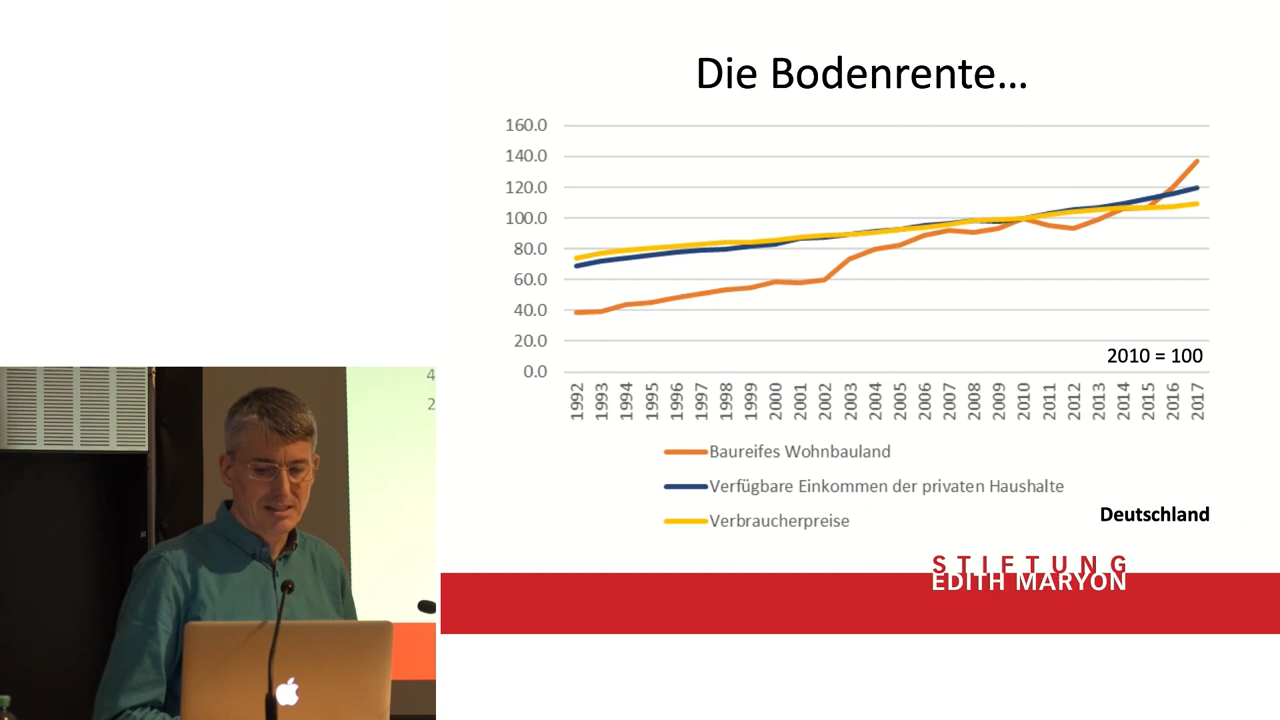 Die Bodenrente...
160.0
140.0
120.0
100.0
80.0
60.0
40.0
20.0
0.0
2010 = 100
1992 1993 1994 1995 1996 1997 1998 1999 2000 2001 2002 2003 2004 2005 2006 2007 2008 2009 2010 2011 2012 2013 2014 2015 2016 2017
Baureifes Wohnbauland
Verfügbare Einkommen der privaten Haushalte
Verbraucherpreise
Deutschland
STIFTUNG
EDITH MARYON
4
2